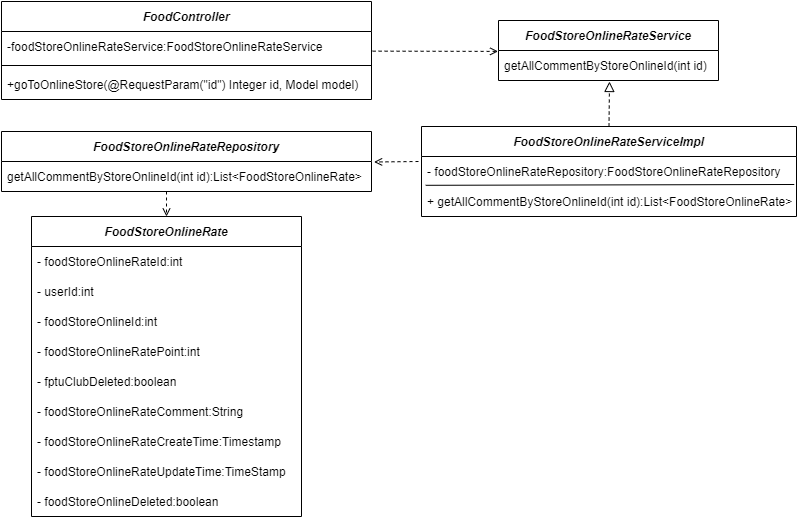 FoodController
-foodStoreOnlineRateService:FoodStoreOnlineRateService
+goToOnlineStore(@RequestParam("id") Integer id, Model model)
FoodStoreOnlineRateService
getAllCommentByStoreOnlineId(int id)
FoodStoreOnlineRateRepository
getAllCommentByStoreOnlineId(int id):List<FoodStoreOnlineRate>
FoodStoreOnlineRateServiceImpl
- foodStoreOnlineRateRepository:FoodStoreOnlineRateRepository
+ getAllCommentByStoreOnlineId(int id):List<FoodStoreOnlineRate>
FoodStoreOnlineRate
- foodStoreOnlineRateId:int
- userId:int
- foodStoreOnlineId:int
- foodStoreOnlineRatePoint:int
- fptuClubDeleted:boolean
- foodStoreOnlineRateComment:String
- foodStoreOnlineRateCreateTime:Timestamp
- foodStoreOnlineRateUpdateTime:TimeStamp
- foodStoreOnlineDeleted:boolean